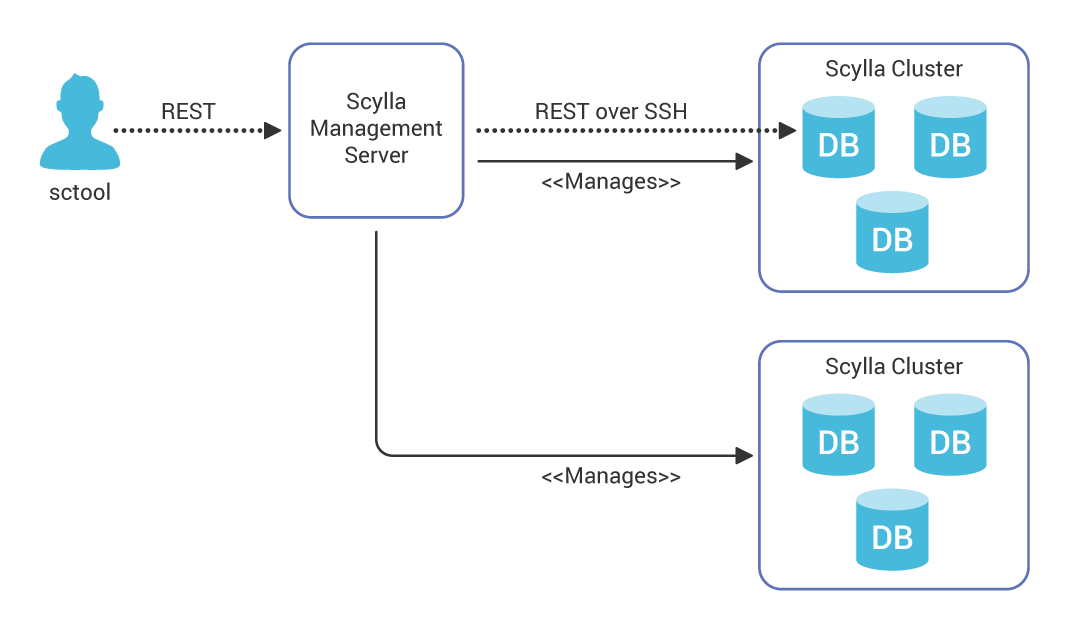 sctool
REST
Scylla
Management
Server
REST over SSH
<<Manages>>
Scylla Cluster
DB
DB
DB
<<Manages>>
Scylla Cluster
DB
DB
DB